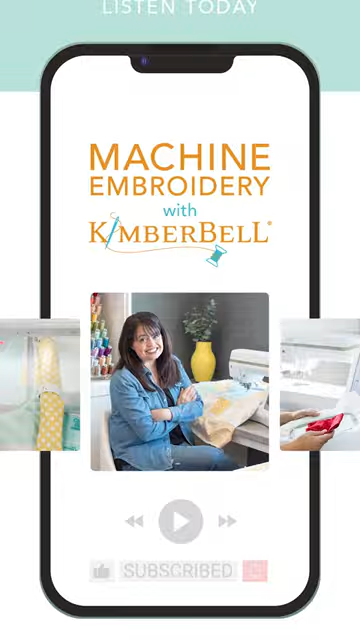 LISTEN TODAY
MACHINE
EMBROIDERY
with
KIMBERBELL®
SUBSCRIBED